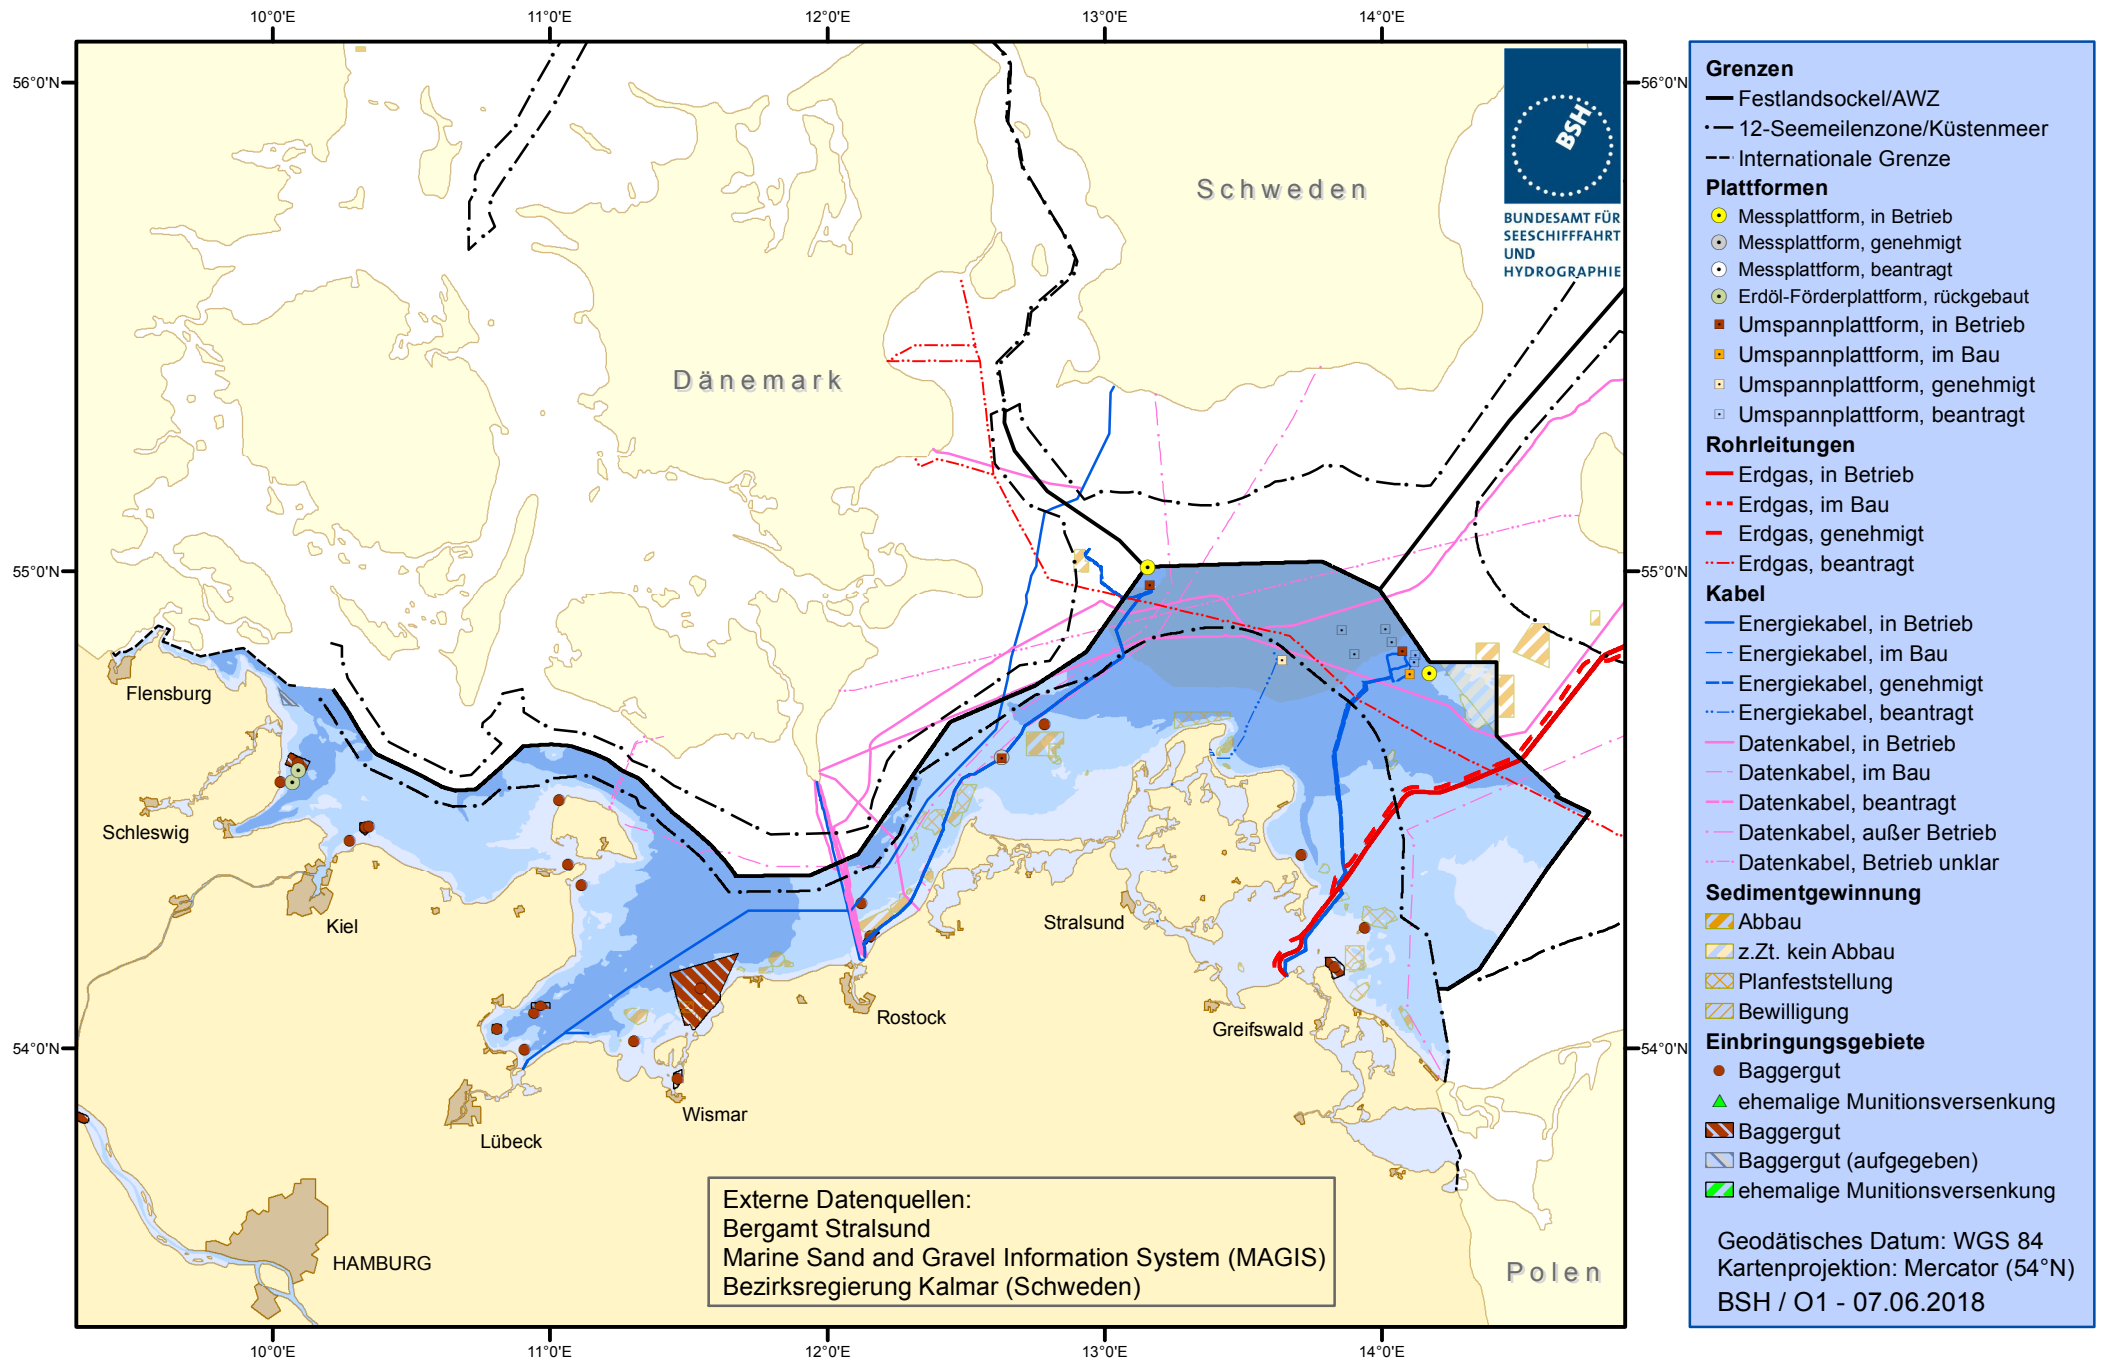 10°0'E 11°0'E 12°0'E 13°0'E 14°0'E
56°0'N
55°0'N
54°0'N
56°0'N
55°0'N
54°0'N
10°0'E 11°0'E 12°0'E 13°0'E 14°0'E
BSH
BUNDESAMT FÜR
SEESCHIFFFAHRT
UND
HYDROGRAPHIE
Schweden
Dänemark
Flensburg
Schleswig
Kiel
Stralsund
Rostock
Greifswald
Wismar
Lübeck
HAMBURG
Polen
Externe Datenquellen:
Bergamt Stralsund
Marine Sand and Gravel Information System (MAGIS)
Bezirksregierung Kalmar (Schweden)
Grenzen
Festlandsockel/AWZ
12-Seemeilenzone/Küstenmeer
Internationale Grenze
Plattformen
Messplattform, in Betrieb
Messplattform, genehmigt
Messplattform, beantragt
Erdöl-Förderplattform, rückgebaut
Umspannplattform, in Betrieb
Umspannplattform, im Bau
Umspannplattform, genehmigt
Umspannplattform, beantragt
Rohrleitungen
Erdgas, in Betrieb
Erdgas, im Bau
Erdgas, genehmigt
Erdgas, beantragt
Kabel
Energiekabel, in Betrieb
Energiekabel, im Bau
Energiekabel, genehmigt
Energiekabel, beantragt
Datenkabel, in Betrieb
Datenkabel, im Bau
Datenkabel, beantragt
Datenkabel, außer Betrieb
Datenkabel, Betrieb unklar
Sedimentgewinnung
Abbau
z.Zt. kein Abbau
Planfeststellung
Bewilligung
Einbringungsgebiete
Baggergut
ehemalige Munitionsversenkung
Baggergut
Baggergut (aufgegeben)
ehemalige Munitionsversenkung
Geodätisches Datum: WGS 84
Kartenprojektion: Mercator (54°N)
BSH / O1 - 07.06.2018